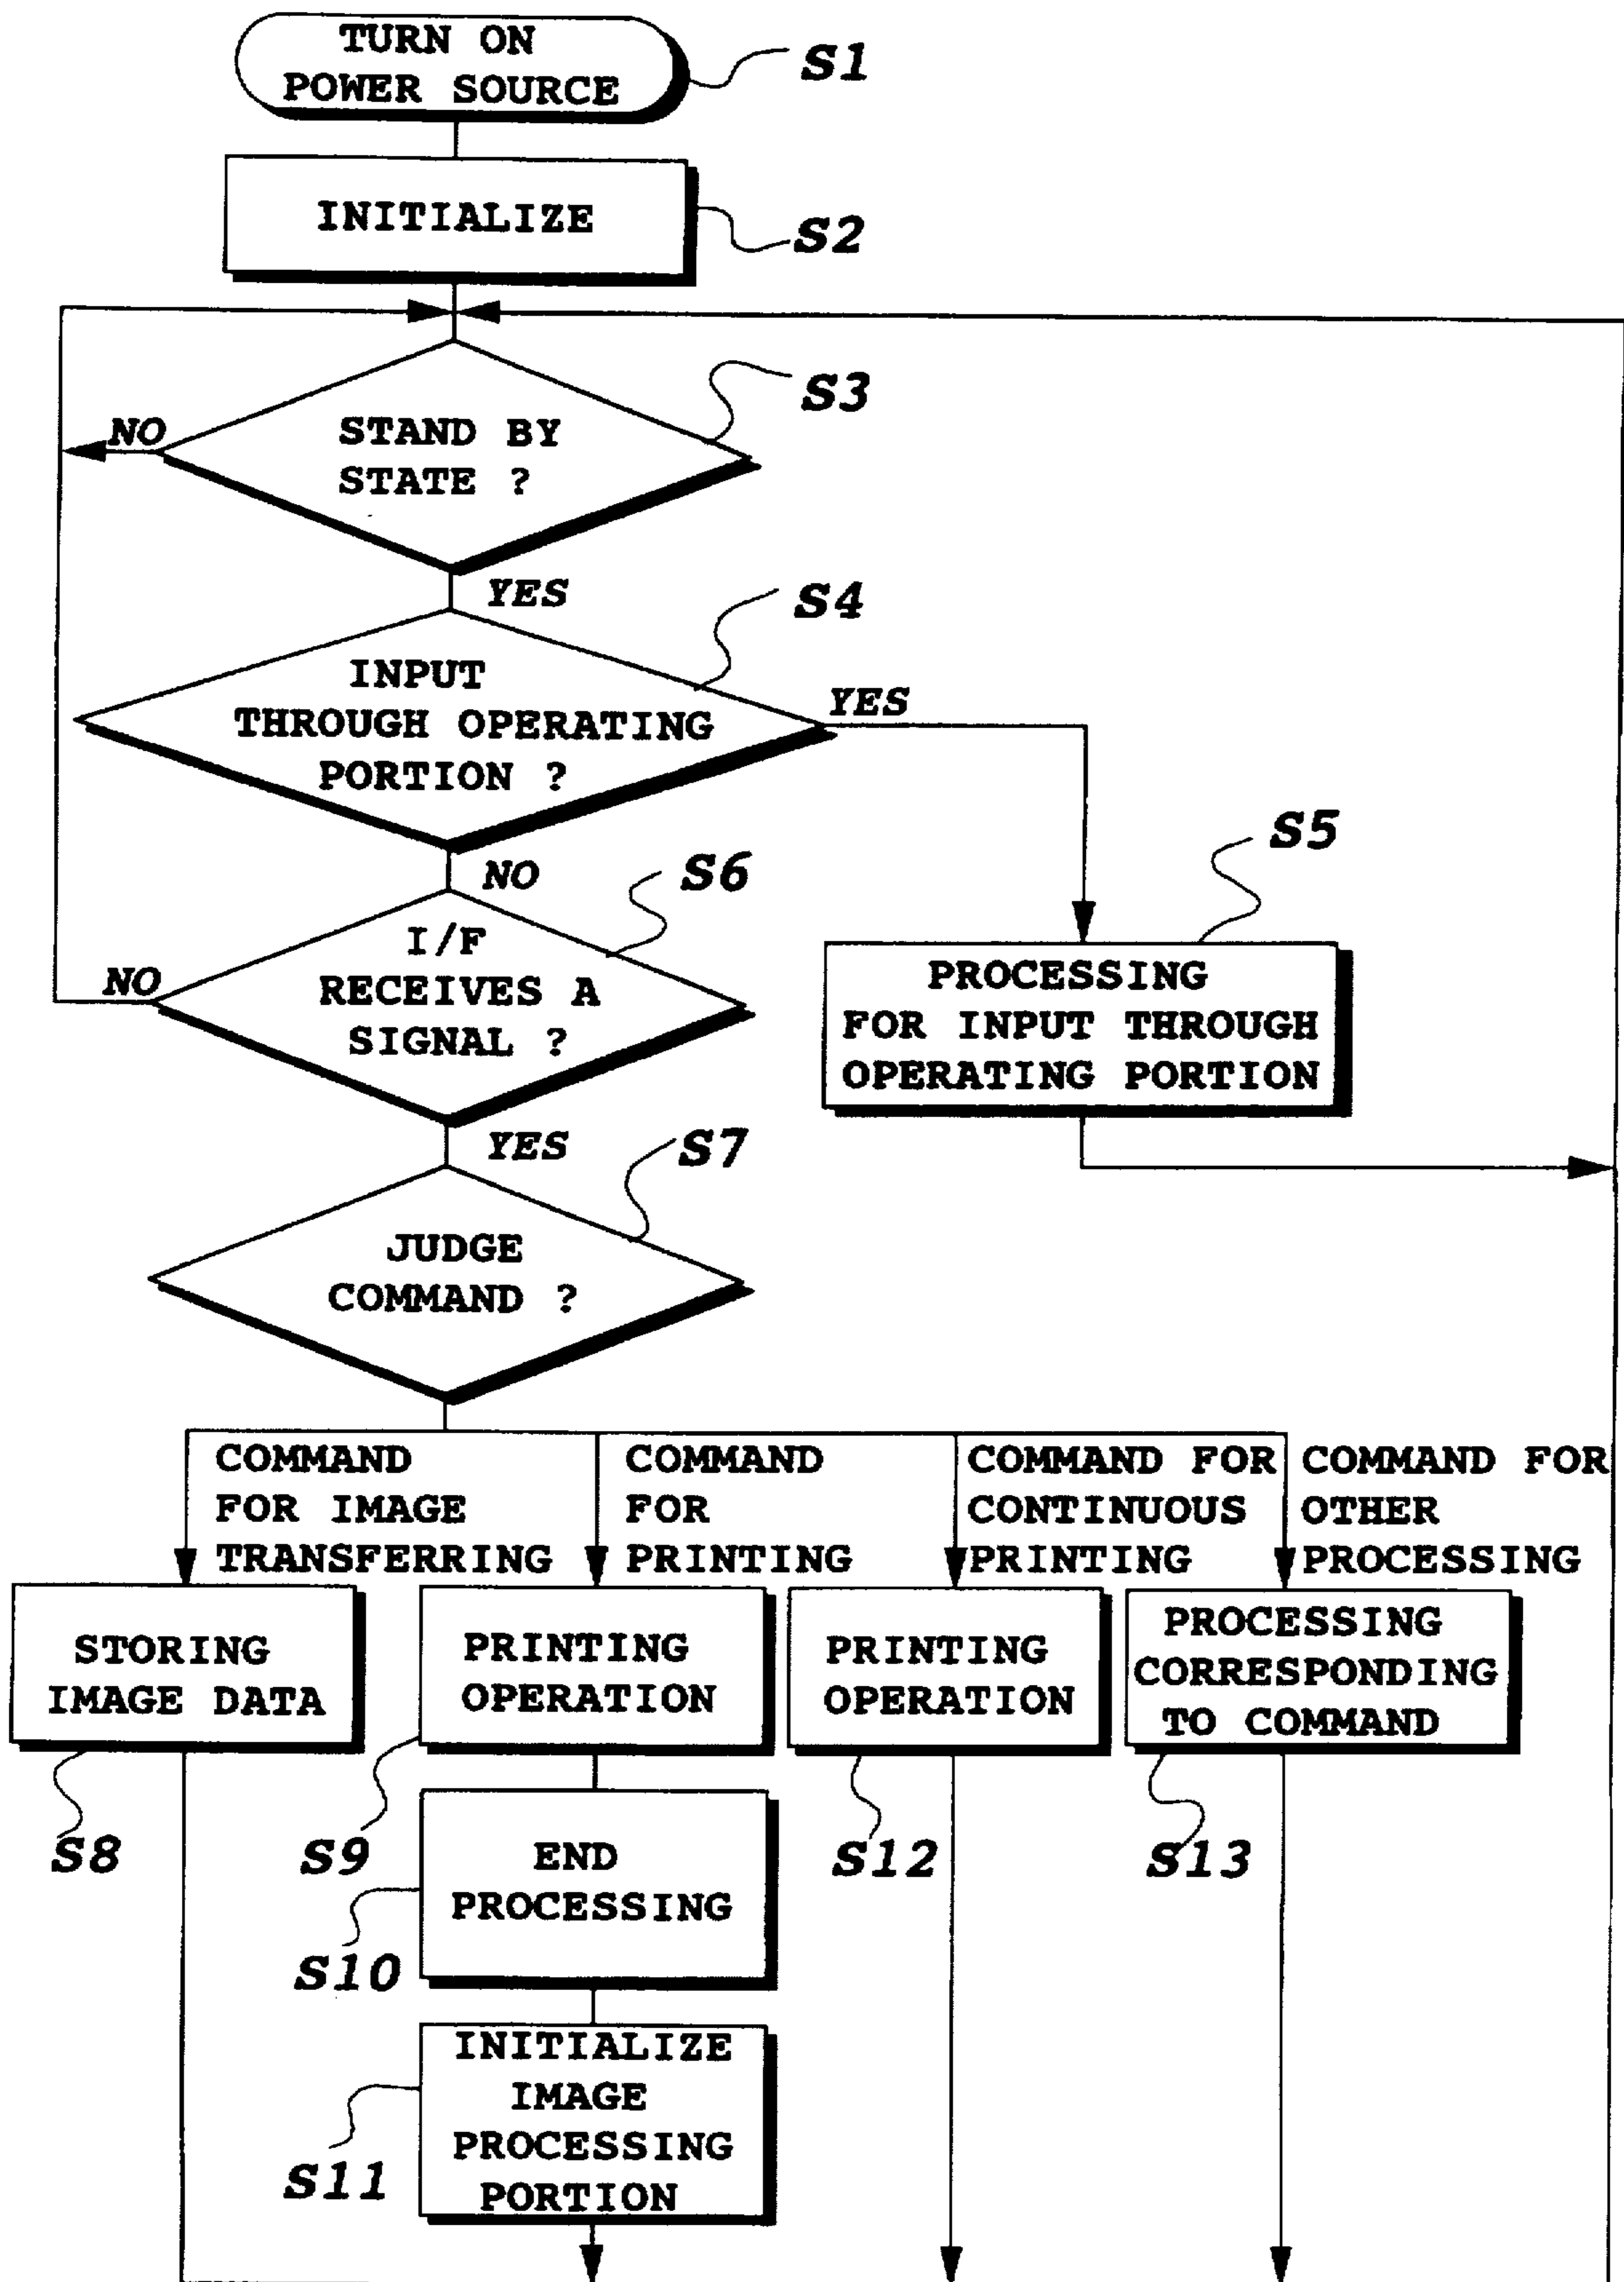 TURN ON
POWER SOURCE
S1
INITIALIZE
S2
STAND BY
STATE ?
S3
NO
YES
INPUT
THROUGH OPERATING
PORTION ?
S4
YES
NO
PROCESSING
FOR INPUT THROUGH
OPERATING PORTION
S5
I/F
RECEIVES A
SIGNAL ?
S6
NO
YES
JUDGE
COMMAND ?
S7
COMMAND
FOR IMAGE
TRANSFERRING
COMMAND
FOR
PRINTING
COMMAND FOR
CONTINUOUS
PRINTING
COMMAND FOR
OTHER
PROCESSING
STORING
IMAGE DATA
S8
PRINTING
OPERATION
S9
PRINTING
OPERATION
S12
PROCESSING
CORRESPONDING
TO COMMAND
S13
END
PROCESSING
S10
INITIALIZE
IMAGE
PROCESSING
PORTION
S11